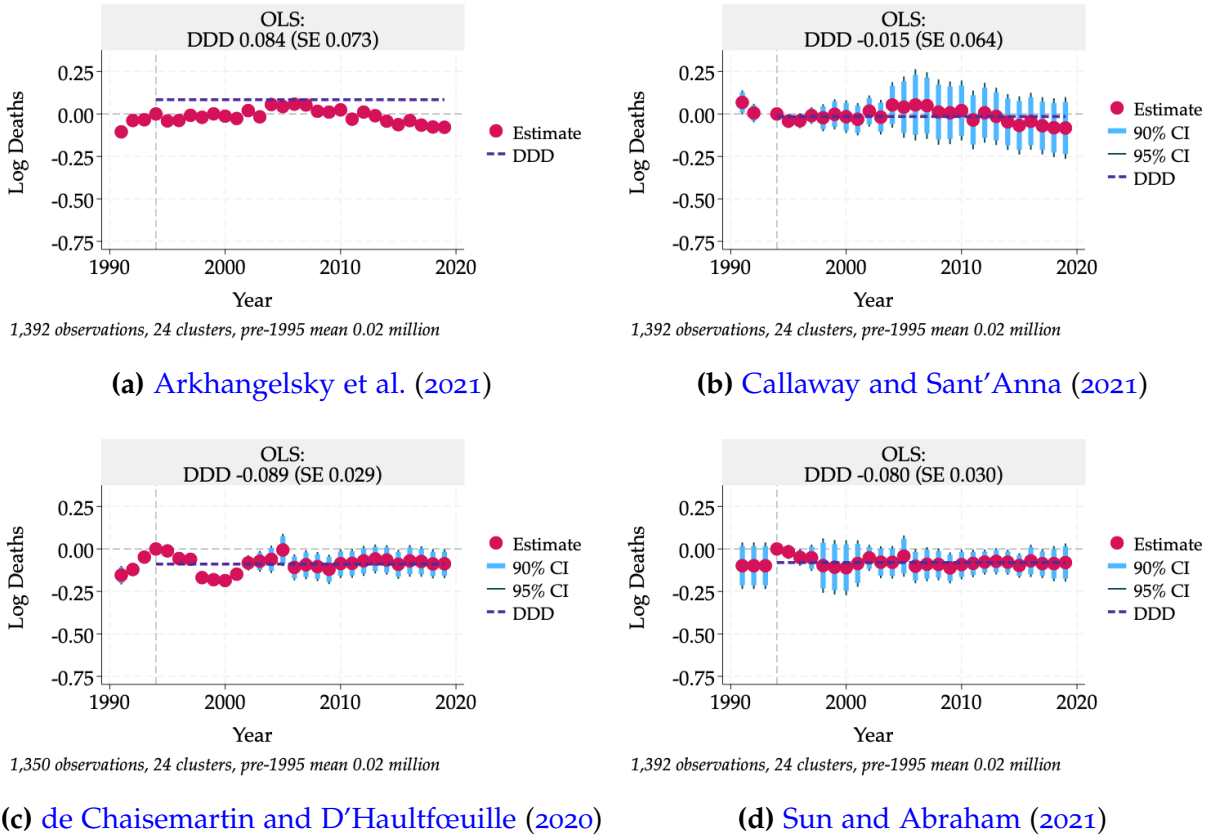 OLS:
DDD 0.084 (SE 0.073)
Log Deaths
0.25
0.00
-0.25
-0.50
-0.75
1990
2000
2010
2020
Year
Estimate
DDD
1,392 observations, 24 clusters, pre-1995 mean 0.02 million
(a) Arkhangelsky et al. (2021)
OLS:
DDD -0.015 (SE 0.064)
Log Deaths
0.25
0.00
-0.25
-0.50
-0.75
1990
2000
2010
2020
Year
Estimate
90% CI
95% CI
DDD
1,392 observations, 24 clusters, pre-1995 mean 0.02 million
(b) Callaway and Sant'Anna (2021)
OLS:
DDD -0.089 (SE 0.029)
Log Deaths
0.25
0.00
-0.25
-0.50
-0.75
1990
2000
2010
2020
Year
Estimate
90% CI
95% CI
DDD
1,350 observations, 24 clusters, pre-1995 mean 0.02 million
(c) de Chaisemartin and D'Haultfœuille (2020)
OLS:
DDD -0.080 (SE 0.030)
Log Deaths
0.25
0.00
-0.25
-0.50
-0.75
1990
2000
2010
2020
Year
Estimate
90% CI
95% CI
DDD
1,392 observations, 24 clusters, pre-1995 mean 0.02 million
(d) Sun and Abraham (2021)